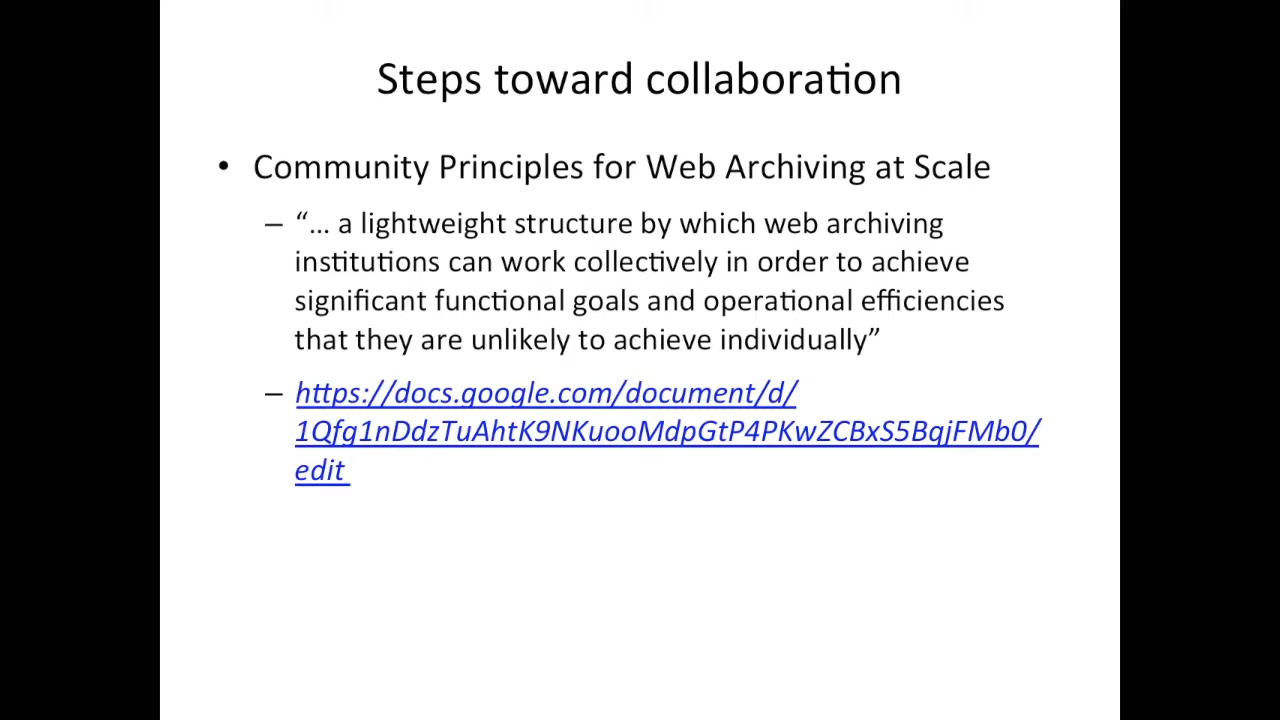 Steps toward collaboration
• Community Principles for Web Archiving at Scale
– “… a lightweight structure by which web archiving
institutions can work collectively in order to achieve
significant functional goals and operational efficiencies
that they are unlikely to achieve individually”
– https://docs.google.com/document/d/
1Qfg1nDdzTuAhtK9NKuooMdpGtP4PKwZCBxS5BqjFMb0/
edit